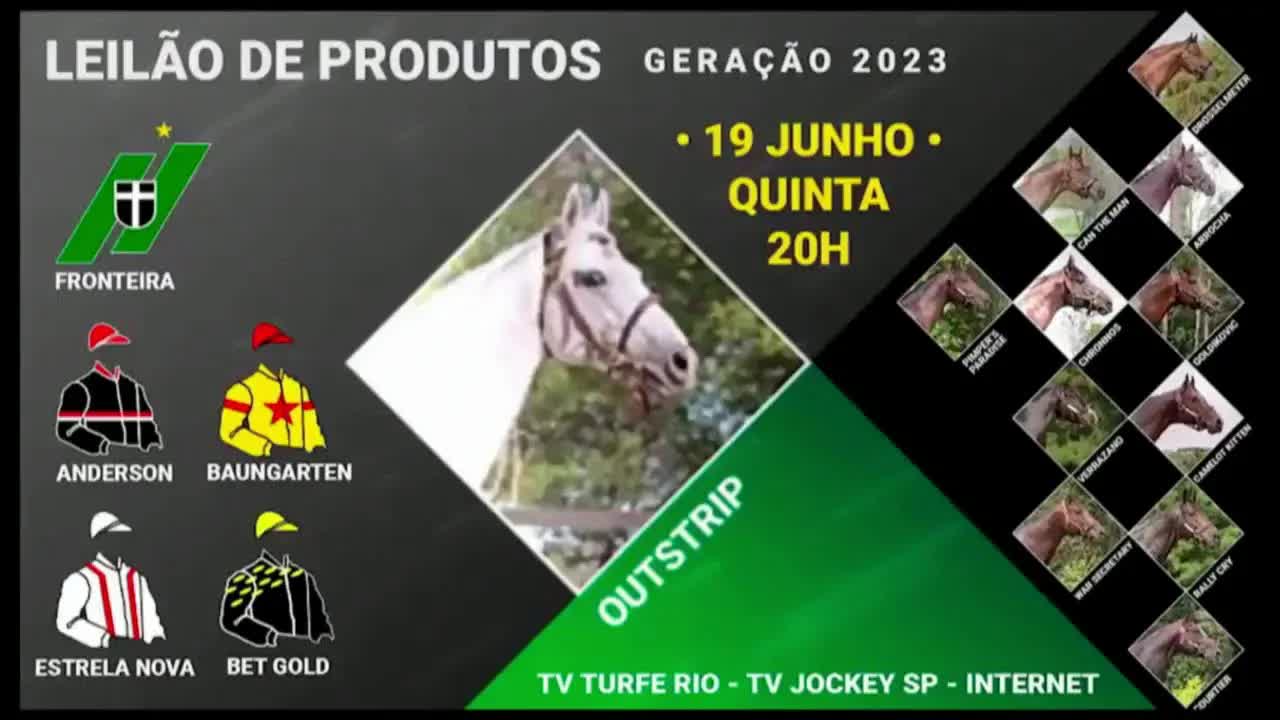 LEILÃO DE PRODUTOS
GERAÇÃO 2023
• 19 JUNHO •
QUINTA
20H
FRONTEIRA
ANDERSON
BAUNGARTEN
ESTRELA NOVA
BET GOLD
OUTSTRIP
DROSSELMEYER
CAN THE MAN
ARROCHA
PIMPER'S
PARADISE
CHRONNOS
GOLDIKOVIC
VERRAZANO
CAMELOT KITTEN
WAR SECRETARY
RALLY CRY
TV TURFE RIO - TV JOCKEY SP - INTERNET